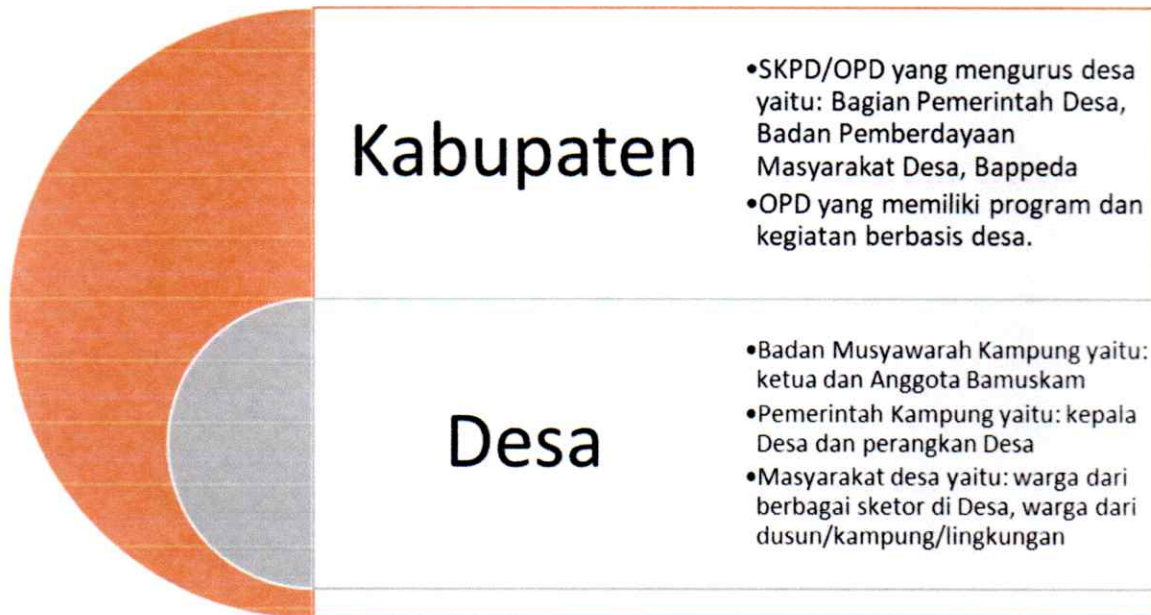 Kabupaten
•SKPD/OPD yang mengurus desa
yaitu: Bagian Pemerintah Desa,
Badan Pemberdayaan
Masyarakat Desa, Bappeda
•OPD yang memiliki program dan
kegiatan berbasis desa.
Desa
•Badan Musyawarah Kampung yaitu:
ketua dan Anggota Bamuskam
•Pemerintah Kampung yaitu: kepala
Desa dan perangkan Desa
•Masyarakat desa yaitu: warga dari
berbagai sketor di Desa, warga dari
dusun/kampung/lingkungan